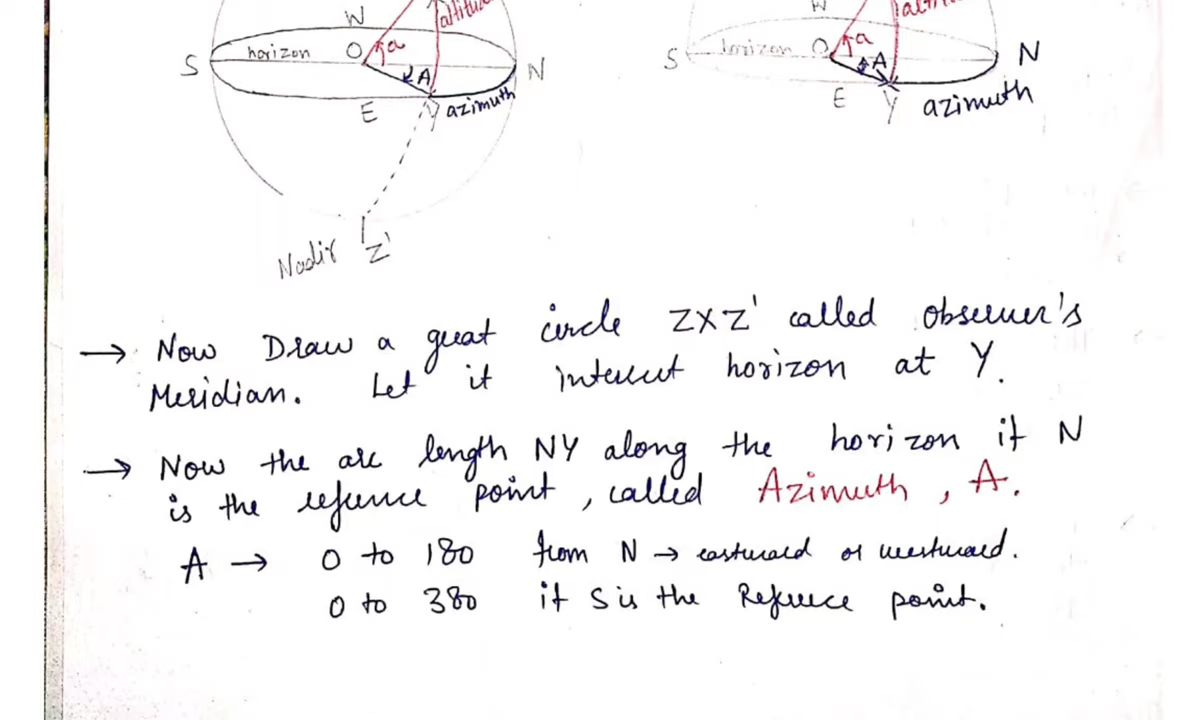 W
altitud
horizon
O
a
S
A
N
E
Y
azimuth
Nadir
Z'
W
horizon
O
a
S
A
N
E
Y
azimuth
→ Now Draw a great circle ZXZ' called observer's
Meridian. Let it intersect horizon at Y.
→ Now the arc length NY along the horizon if N
is the refernce point, called Azimuth, A.
A → 0 to 180 from N → eastward or westward.
0 to 380 if S is the Refernce point.